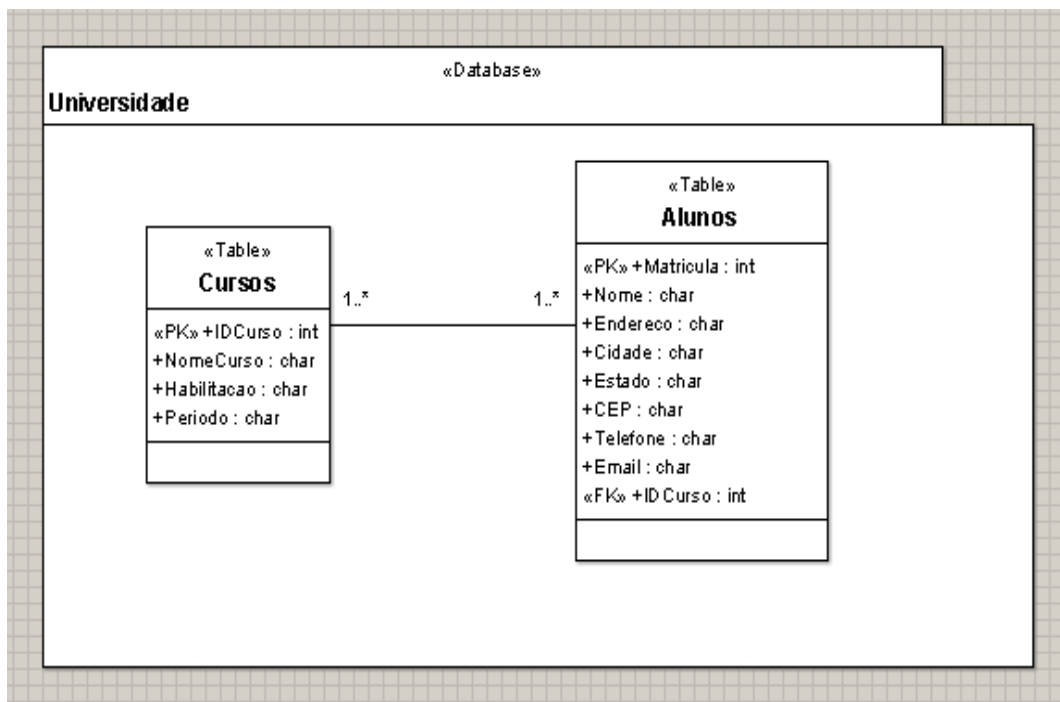 «Database»
Universidade
«Table»
Cursos
«PK» +IDCurso : int
+NomeCurso : char
+Habilitacao : char
+Periodo : char
1..*
1..*
«Table»
Alunos
«PK» +Matricula : int
+Nome : char
+Endereco : char
+Cidade : char
+Estado : char
+CEP : char
+Telefone : char
+Email : char
«FK» +IDCurso : int